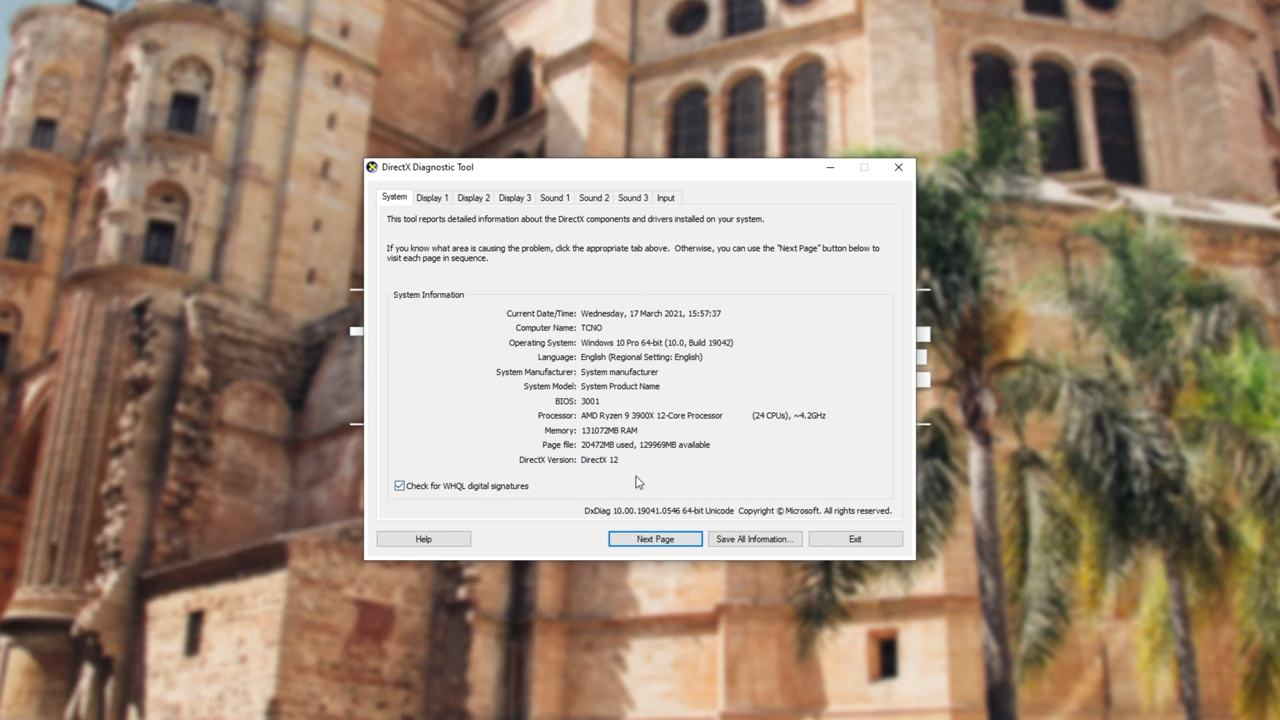 DirectX Diagnostic Tool
System Display 1 Display 2 Display 3 Sound 1 Sound 2 Sound 3 Input
This tool reports detailed information about the DirectX components and drivers installed on your system.
If you know what area is causing the problem, click the appropriate tab above.  Otherwise, you can use the "Next Page" button below to
visit each page in sequence.
System Information
Current Date/Time: Wednesday, 17 March 2021, 15:57:37
Computer Name: TCNO
Operating System: Windows 10 Pro 64-bit (10.0, Build 19042)
Language: English (Regional Setting: English)
System Manufacturer: System manufacturer
System Model: System Product Name
BIOS: 3001
Processor: AMD Ryzen 9 3900X 12-Core Processor (24 CPUs), ~4.2GHz
Memory: 131072MB RAM
Page file: 20472MB used, 129969MB available
DirectX Version: DirectX 12
Check for WHQL digital signatures
DxDiag 10.00.19041.0546 64-bit Unicode Copyright © Microsoft. All rights reserved.
Help Next Page Save All Information... Exit